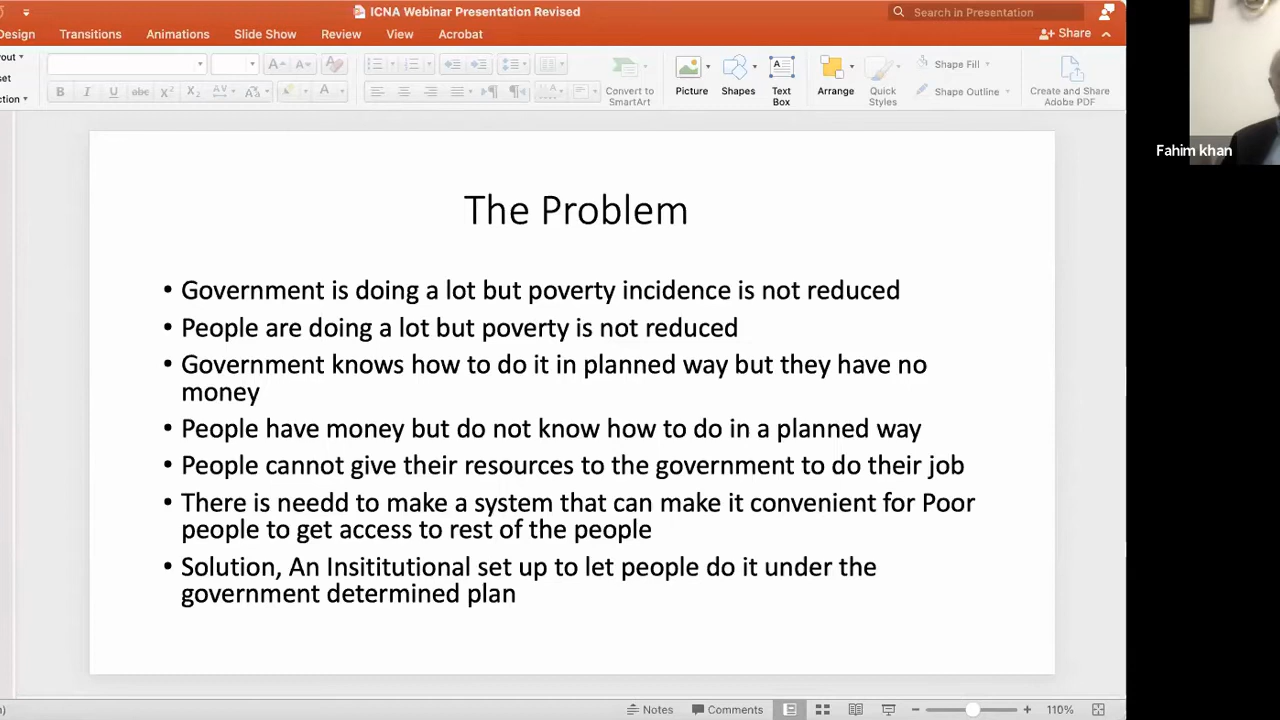 ICNA Webinar Presentation Revised
Search in Presentation
Design Transitions Animations Slide Show Review View Acrobat
Share
Convert to
SmartArt
Picture
Shapes
Text
Box
Arrange
Quick
Styles
Shape Fill
Shape Outline
Create and Share
Adobe PDF
Fahim khan
The Problem
• Government is doing a lot but poverty incidence is not reduced
• People are doing a lot but poverty is not reduced
• Government knows how to do it in planned way but they have no
money
• People have money but do not know how to do in a planned way
• People cannot give their resources to the government to do their job
• There is needd to make a system that can make it convenient for Poor
people to get access to rest of the people
• Solution, An Insititutional set up to let people do it under the
government determined plan
Notes
Comments
110%